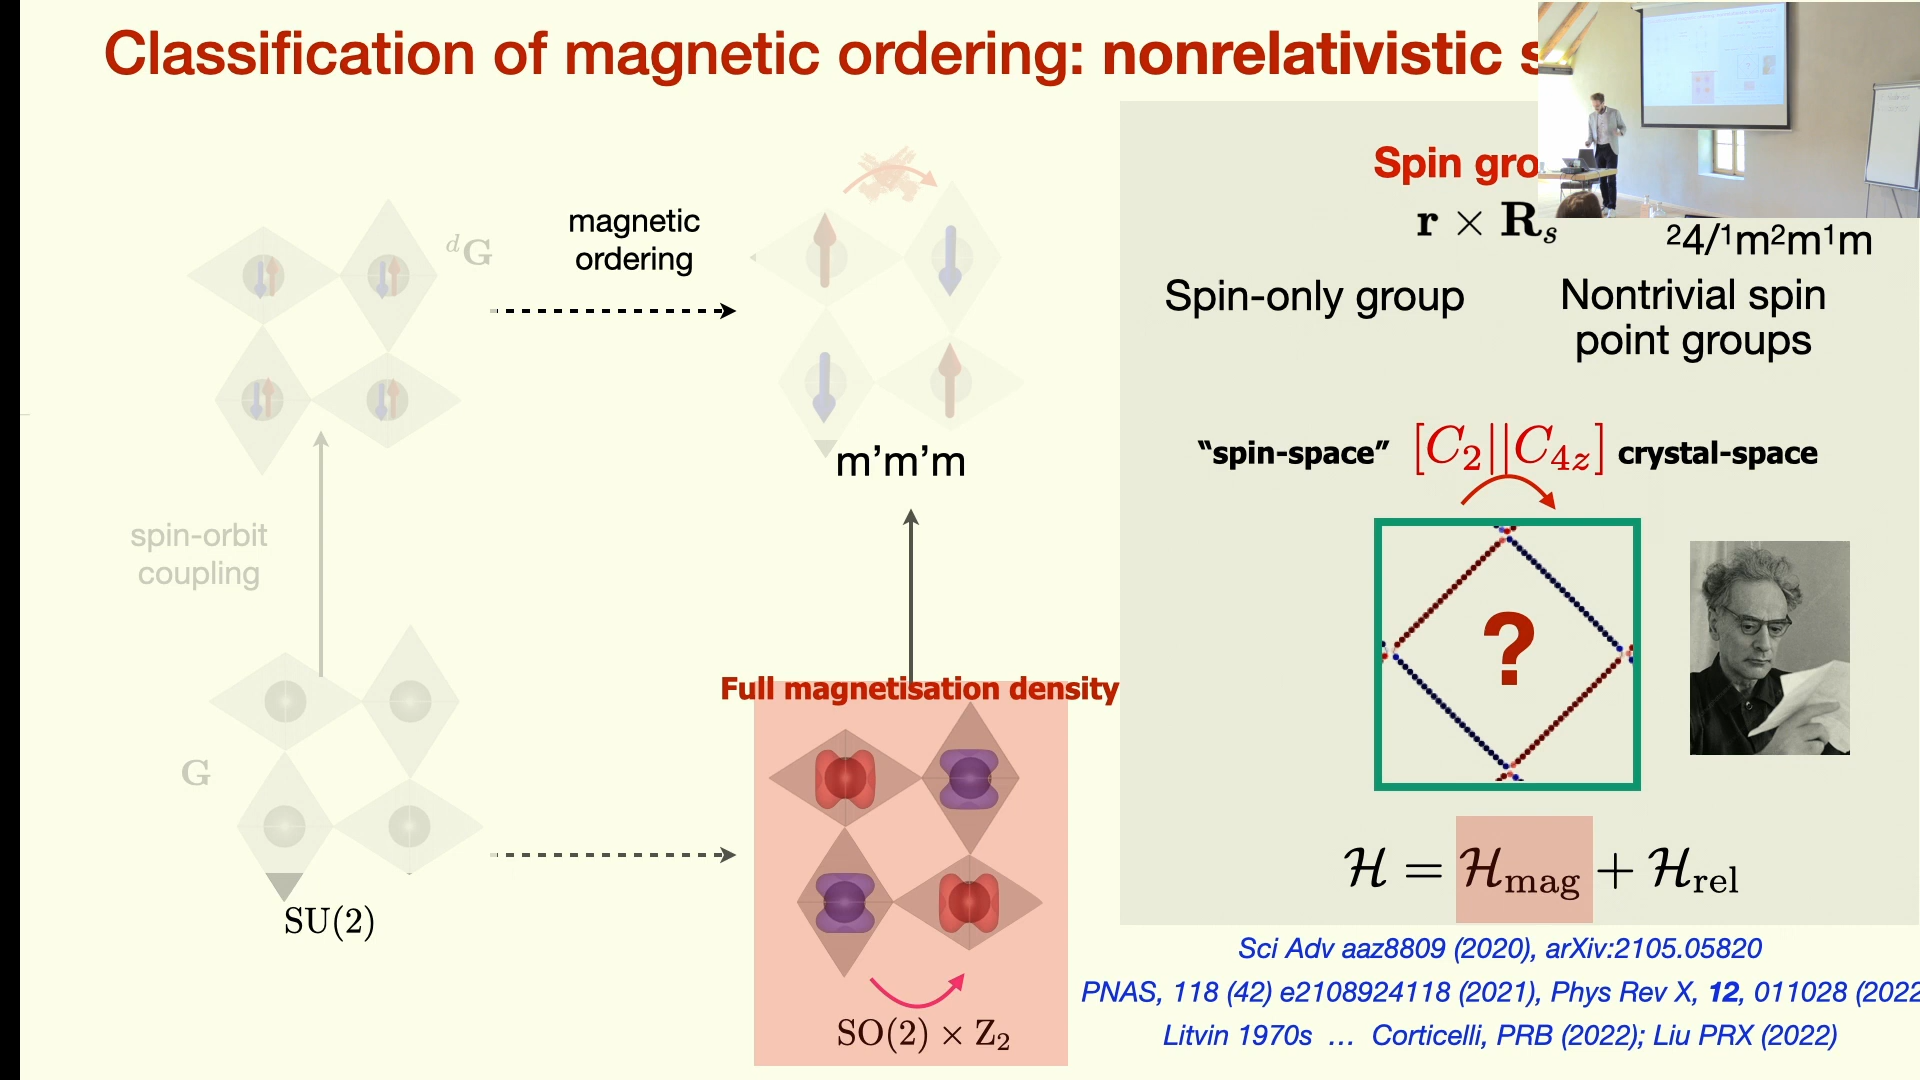 Classification of magnetic ordering: nonrelativistic s
Spin gro
r × R_s
²4/¹m²m¹m
Spin-only group
Nontrivial spin
point groups
ᵈG
magnetic
ordering
m’m’m
“spin-space” [C₂||C₄z] crystal-space
spin-orbit
coupling
?
Full magnetisation density
G
SU(2)
ℋ = ℋmag + ℋrel
SO(2) × Z₂
Sci Adv aaz8809 (2020), arXiv:2105.05820
PNAS, 118 (42) e2108924118 (2021), Phys Rev X, 12, 011028 (2022
Litvin 1970s … Corticelli, PRB (2022); Liu PRX (2022)